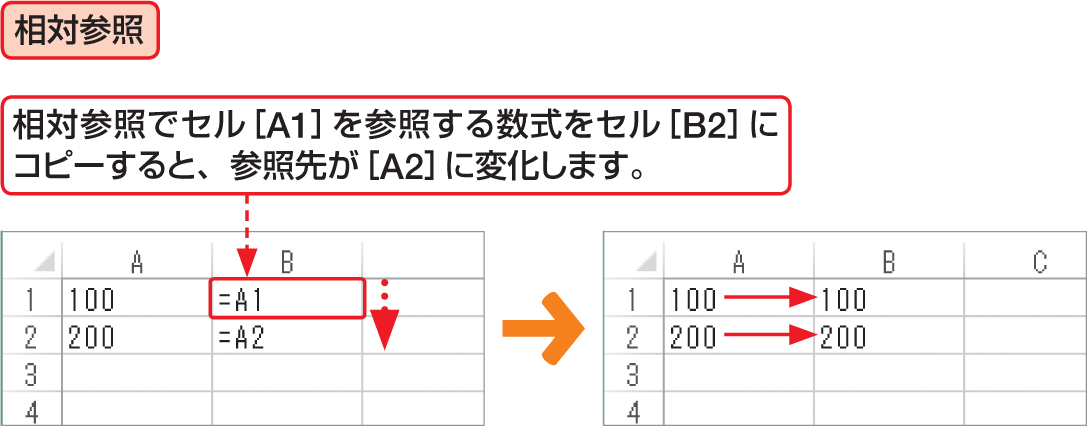 相対参照
相対参照でセル［A1］を参照する数式をセル［B2］に
コピーすると、参照先が［A2］に変化します。
A B
1 100 =A1
2 200 =A2
3
4
A B C
1 100 100
2 200 200
3
4